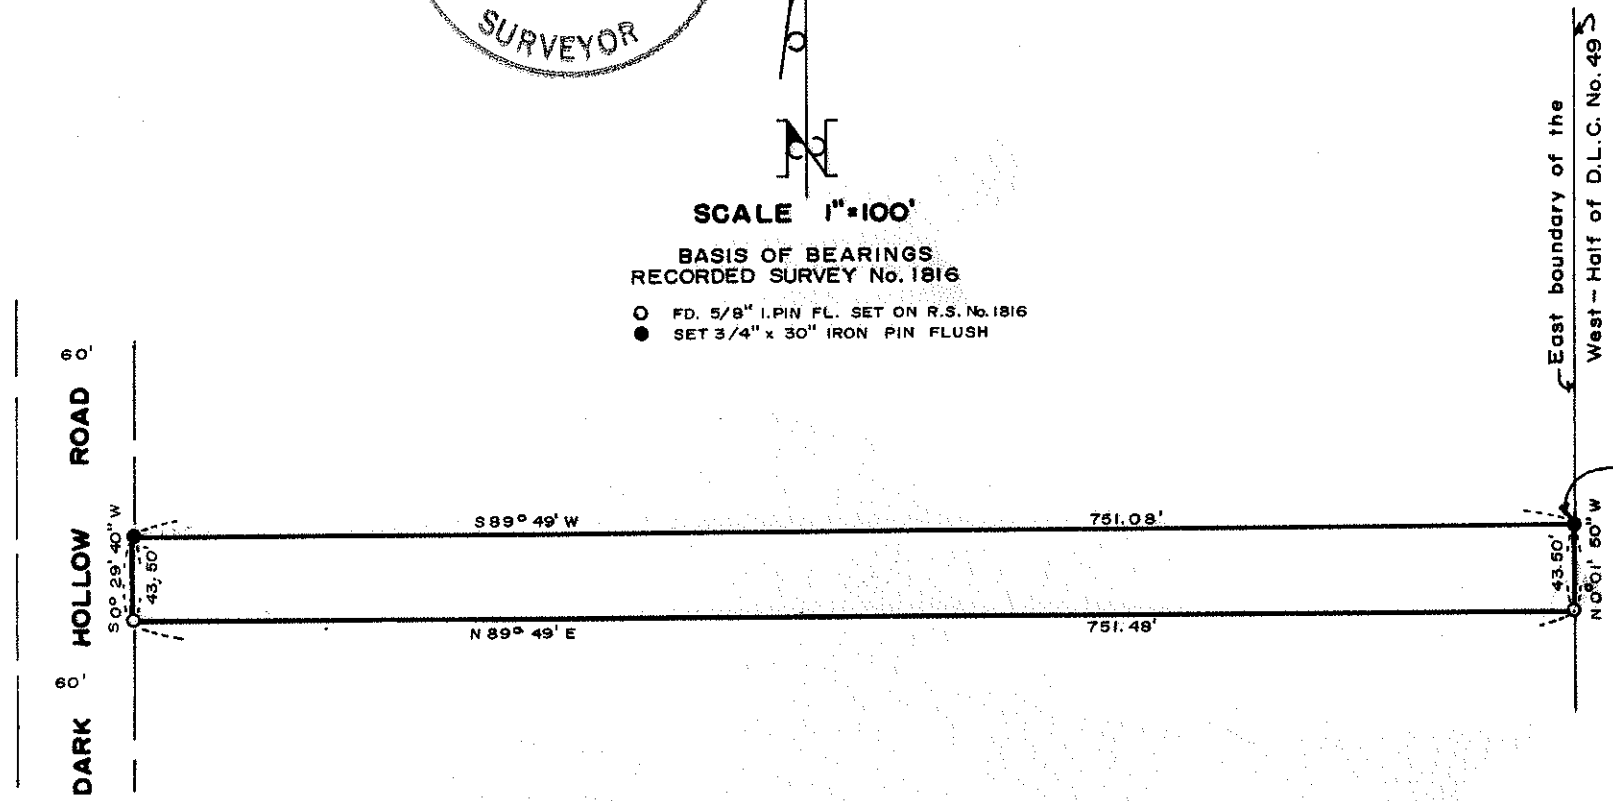 SURVEYOR
N
SCALE 1"=100'
BASIS OF BEARINGS
RECORDED SURVEY No. 1816
FD. 5/8" I.PIN FL. SET ON R.S. No. 1816
SET 3/4" x 30" IRON PIN FLUSH
East boundary of the
West-Half of D.L.C. No. 49
60'
DARK HOLLOW ROAD
60'
S 0° 29' 40" W
43.50'
S 89° 49' W
751.08'
N 89° 49' E
751.48'
43.50'
N 0° 01' 50" W